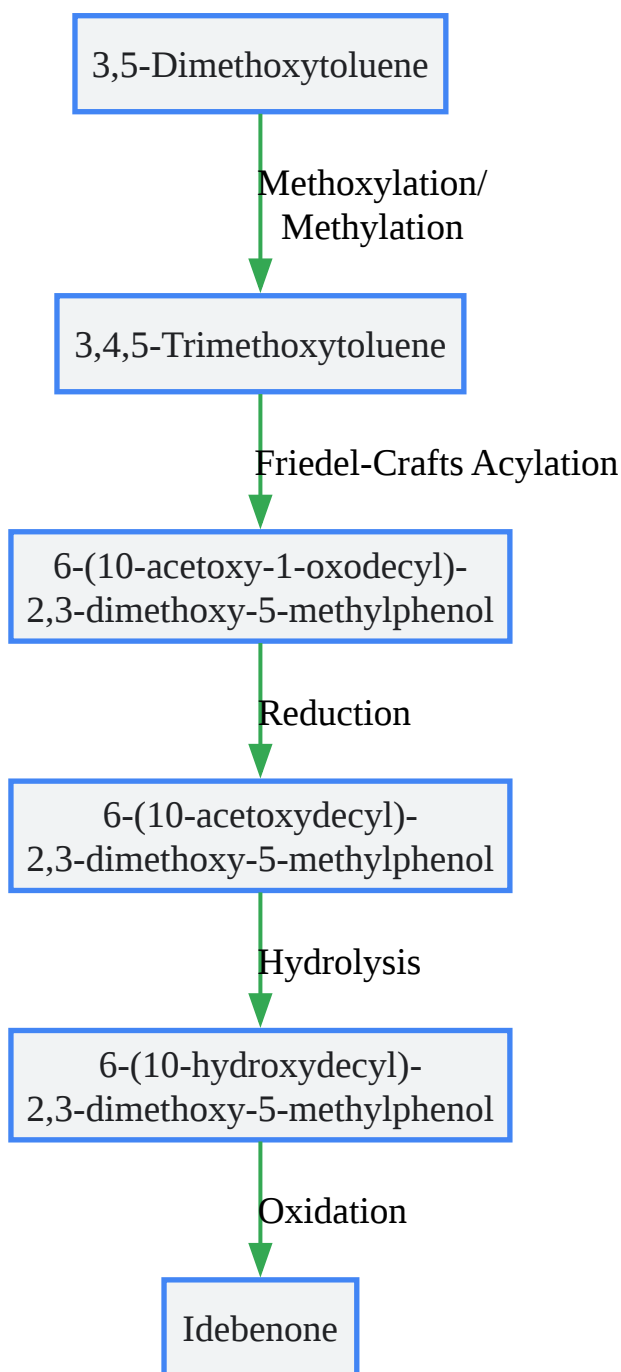 3,5-Dimethoxytoluene
Methoxylation/
Methylation
3,4,5-Trimethoxytoluene
Friedel-Crafts Acylation
6-(10-acetoxy-1-oxodecyl)-
2,3-dimethoxy-5-methylphenol
Reduction
6-(10-acetoxydecyl)-
2,3-dimethoxy-5-methylphenol
Hydrolysis
6-(10-hydroxydecyl)-
2,3-dimethoxy-5-methylphenol
Oxidation
Idebenone